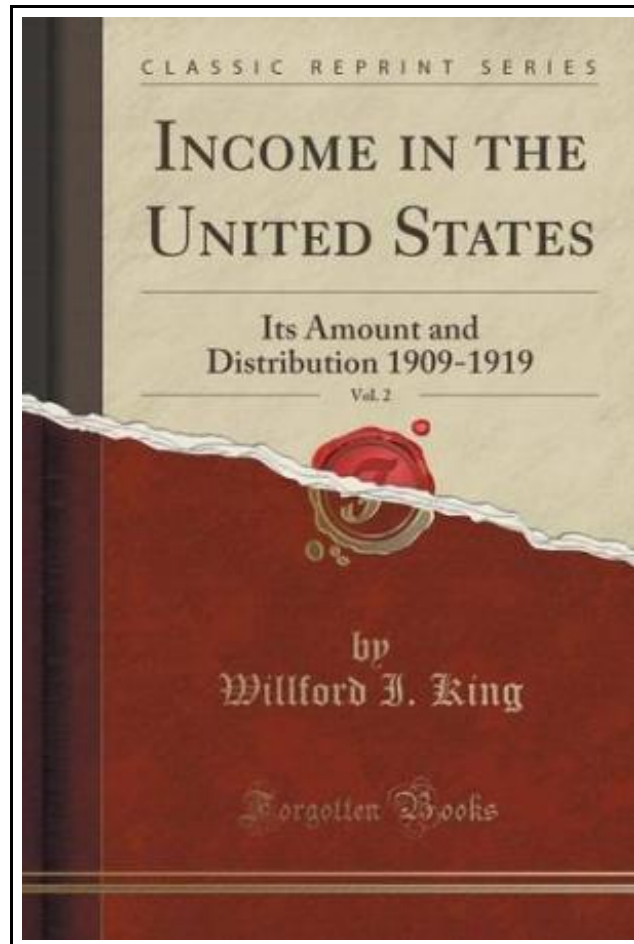 CLASSIC REPRINT SERIES
INCOME IN THE
UNITED STATES
Its Amount and
Distribution 1909-1919
Vol. 2
by
Willford I. King
Forgotten Books